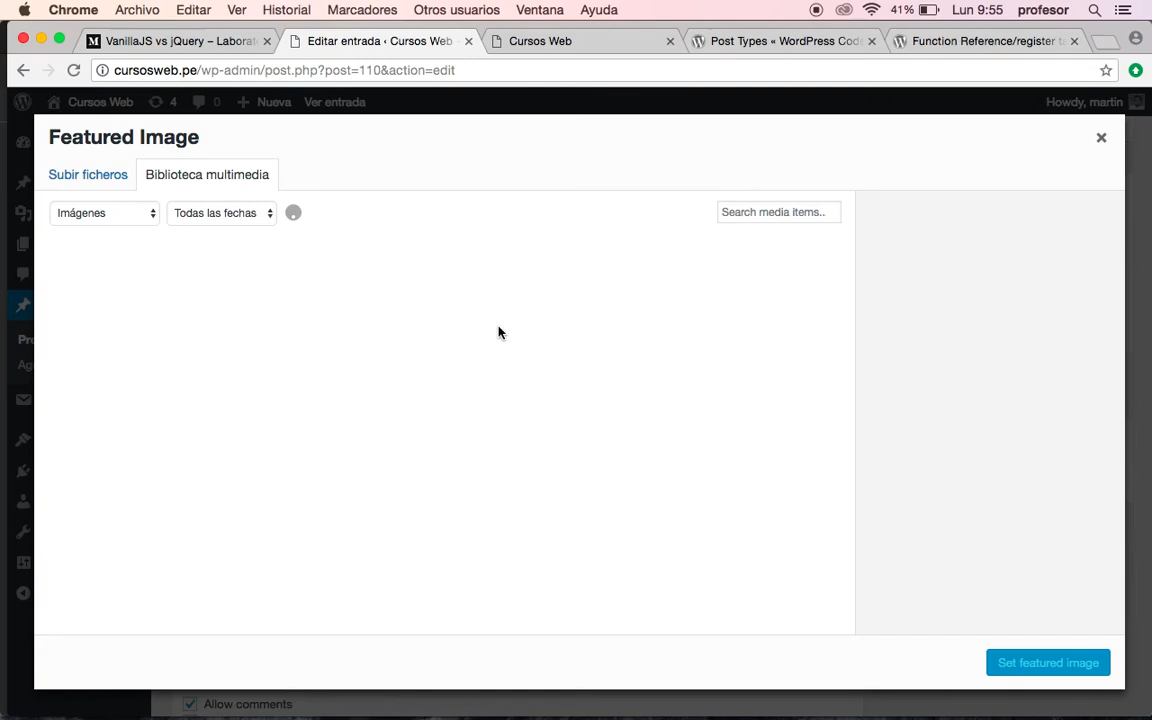 Chrome Archivo Editar Ver Historial Marcadores Otros usuarios Ventana Ayuda 41% Lun 9:55 profesor
VanillaJS vs jQuery – Laborat
Editar entrada ‹ Cursos Web
Cursos Web
Post Types « WordPress Code
Function Reference/register ta
cursosweb.pe/wp-admin/post.php?post=110&action=edit
Cursos Web 4 0 Nueva Ver entrada Howdy, martin
Featured Image
Subir ficheros Biblioteca multimedia
Imágenes Todas las fechas Search media items..
Pro
Ag
Set featured image
Allow comments